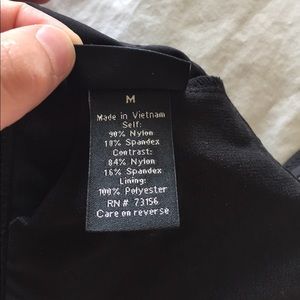 M
Made in Vietnam
Self:
90% Nylon
10% Spandex
Contrast:
84% Nylon
16% Spandex
Lining:
100% Polyester
RN# 73156
Care on reverse